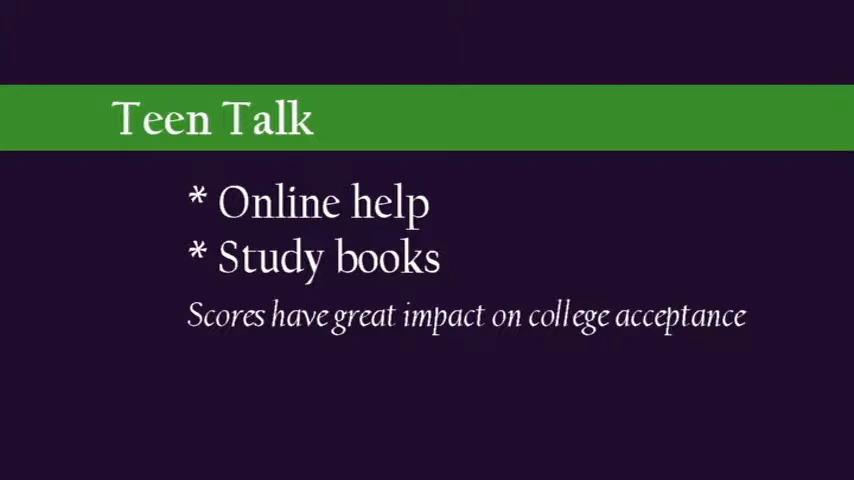 Teen Talk
* Online help
* Study books
Scores have great impact on college acceptance